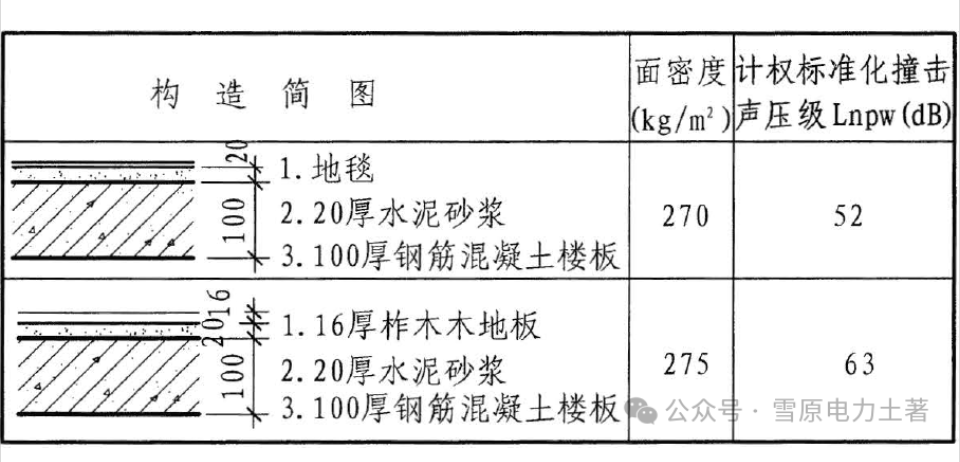 构 造 简 图
面密度
(kg/m²)
计权标准化撞击
声压级Lnpw(dB)
20
100
1.地毯
2.20厚水泥砂浆
3.100厚钢筋混凝土楼板
270
52
16
20
100
1.16厚柞木木地板
2.20厚水泥砂浆
3.100厚钢筋混凝土楼板
275
63
公众号·雪原电力土著